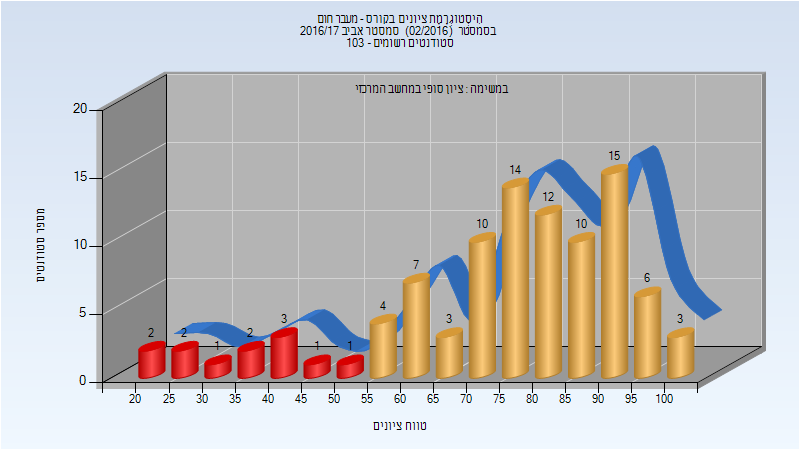 היסטוגרמת ציונים בקורס - מעבר חום
בסמסטר (02/2016) סמסטר אביב 2016/17
סטודנטים רשומים - 103
במשימה : ציון סופי במחשב המרכזי
מספר סטודנטים
20
15
10
5
0
2 2 1 2 3 1 1 4 7 3 10 14 12 10 15 6 3
20 25 30 35 40 45 50 55 60 65 70 75 80 85 90 95 100
טווח ציונים